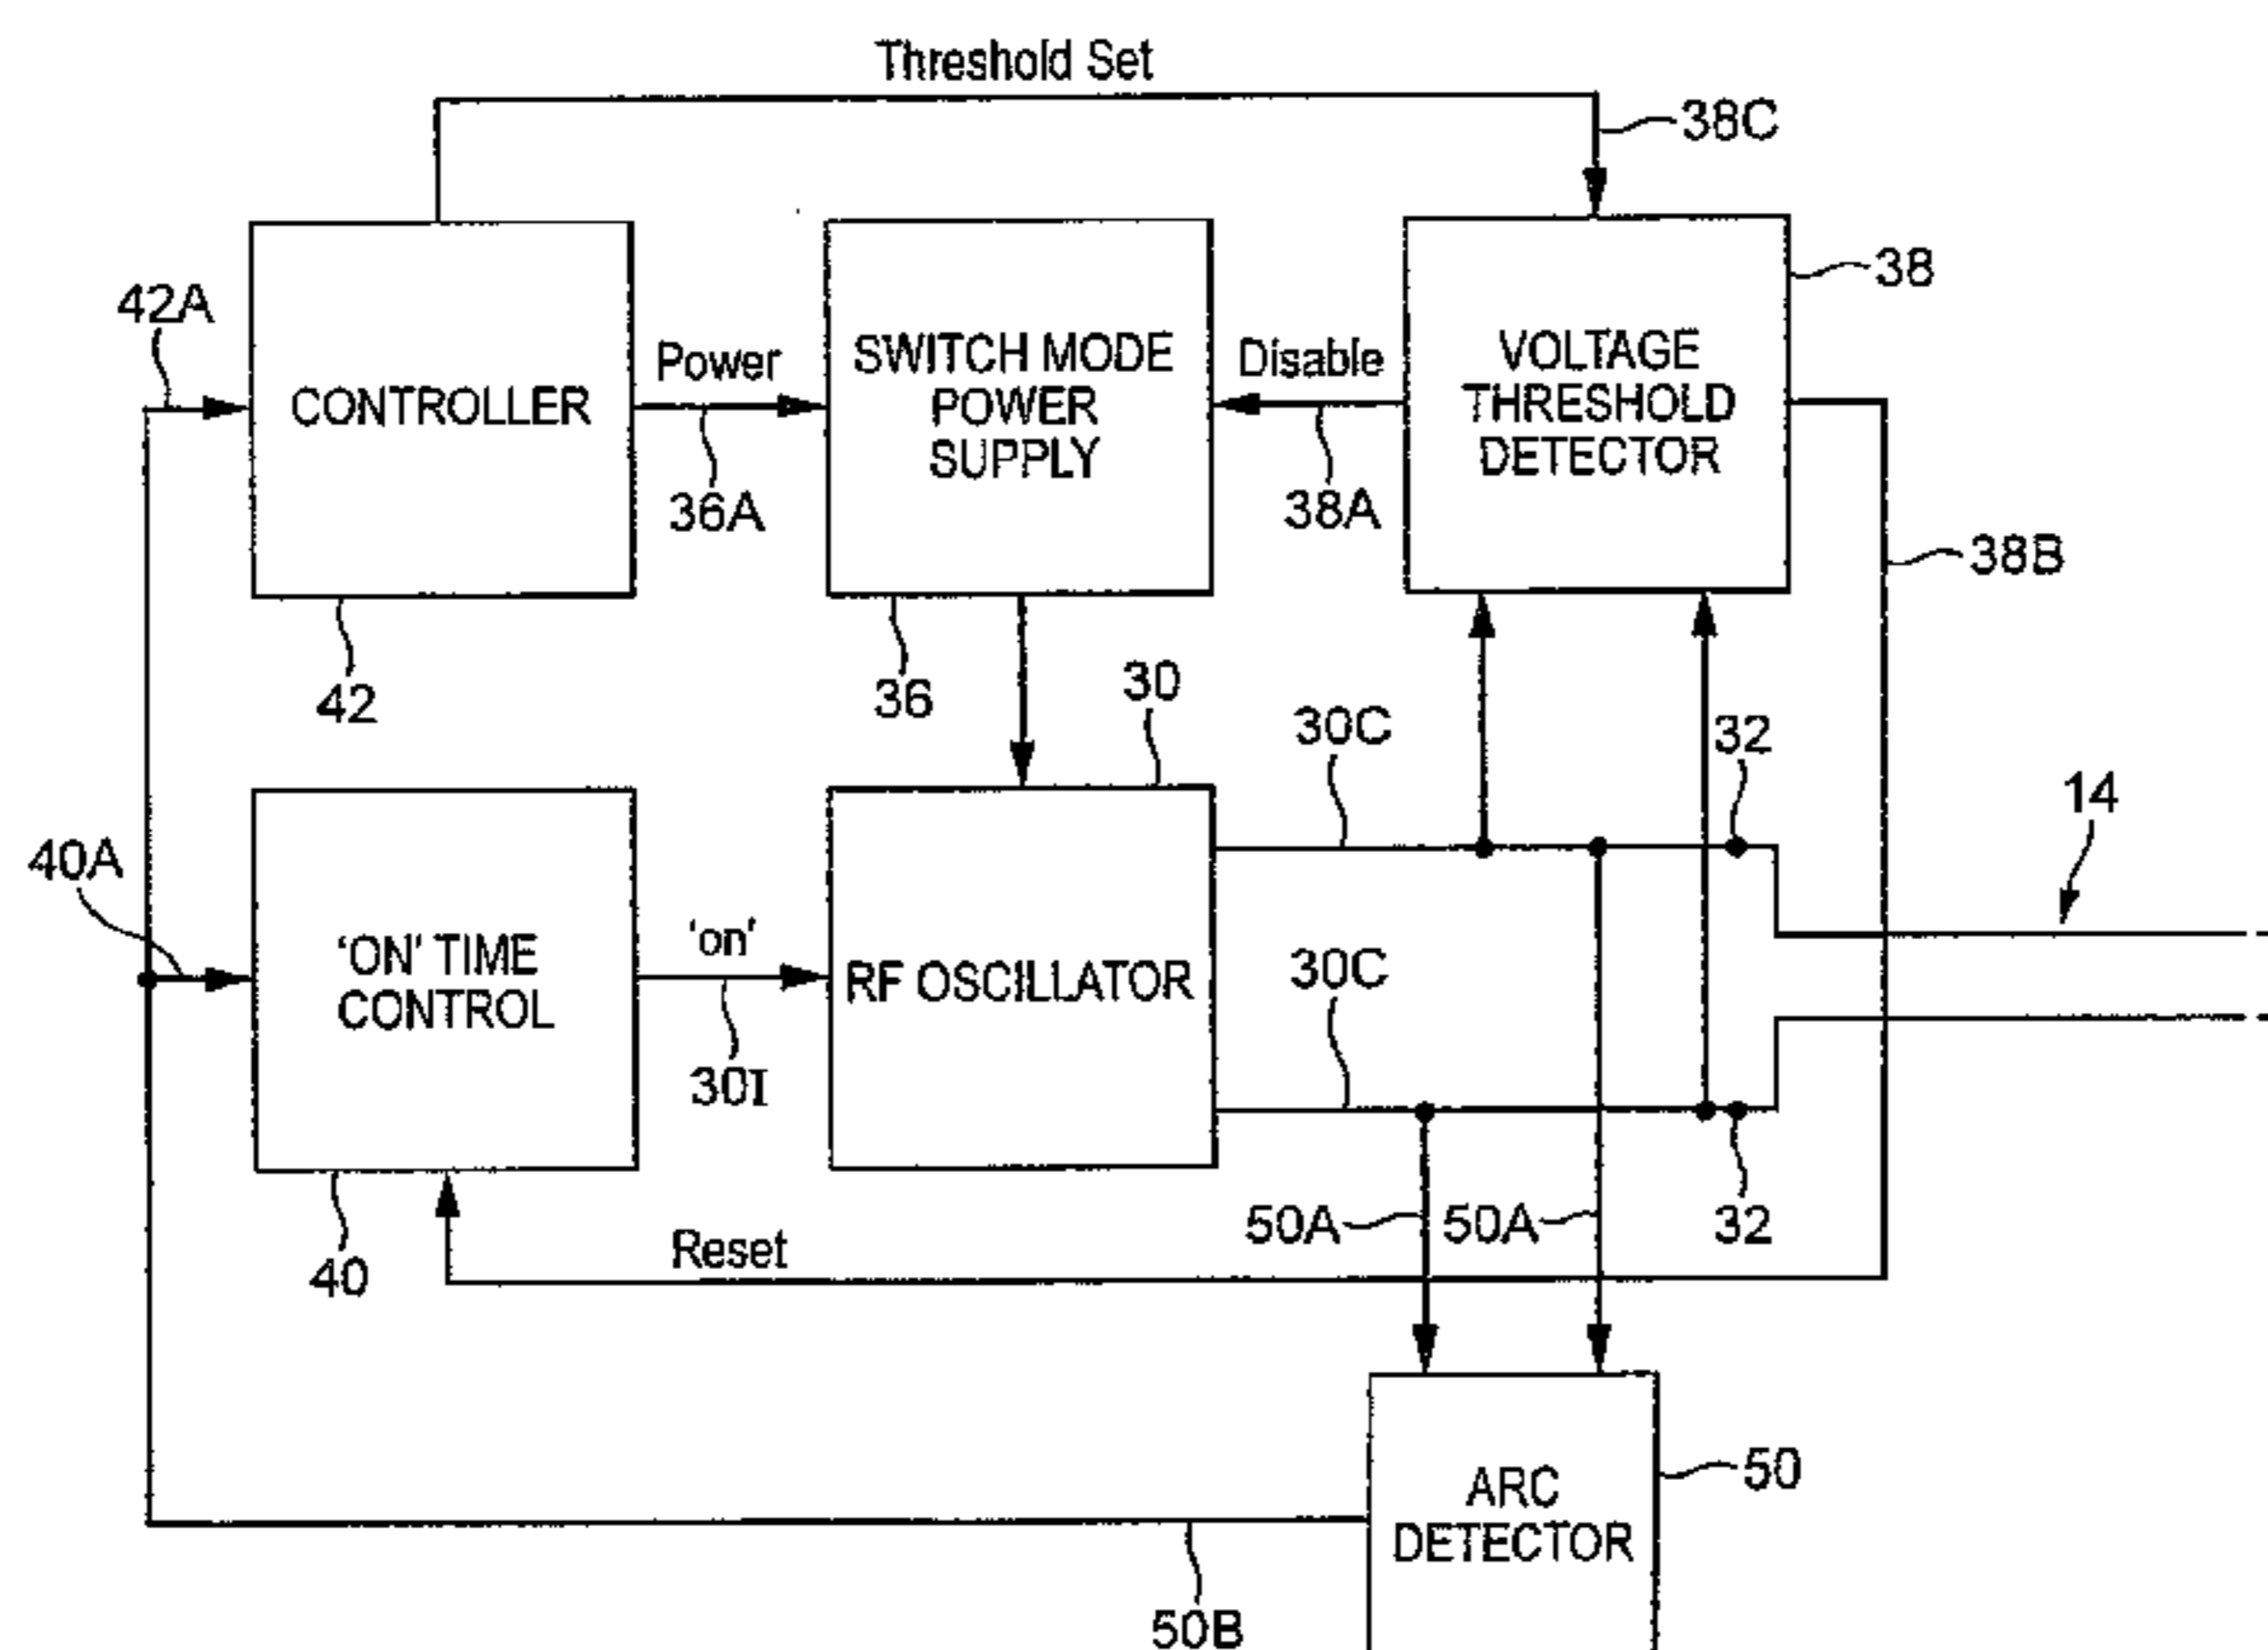 Threshold Set
38C
38
42A
CONTROLLER
Power
36A
SWITCH MODE
POWER
SUPPLY
Disable
38A
VOLTAGE
THRESHOLD
DETECTOR
38B
42
36
30
30C
32
14
40A
'ON' TIME
CONTROL
'on'
30I
RF OSCILLATOR
30C
40
Reset
50A
50A
32
ARC
DETECTOR
50
50B